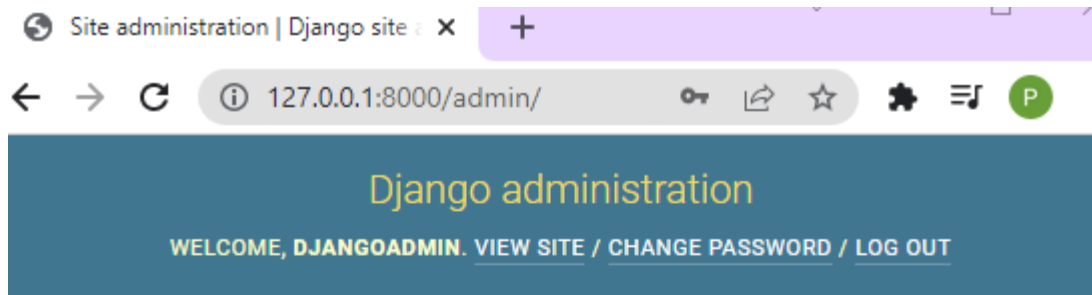 Site administration | Django site a
127.0.0.1:8000/admin/
P
Django administration
WELCOME, DJANGOADMIN. VIEW SITE / CHANGE PASSWORD / LOG OUT